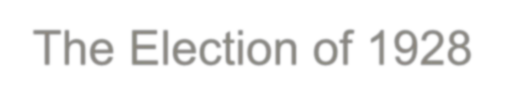 The Election of 1928